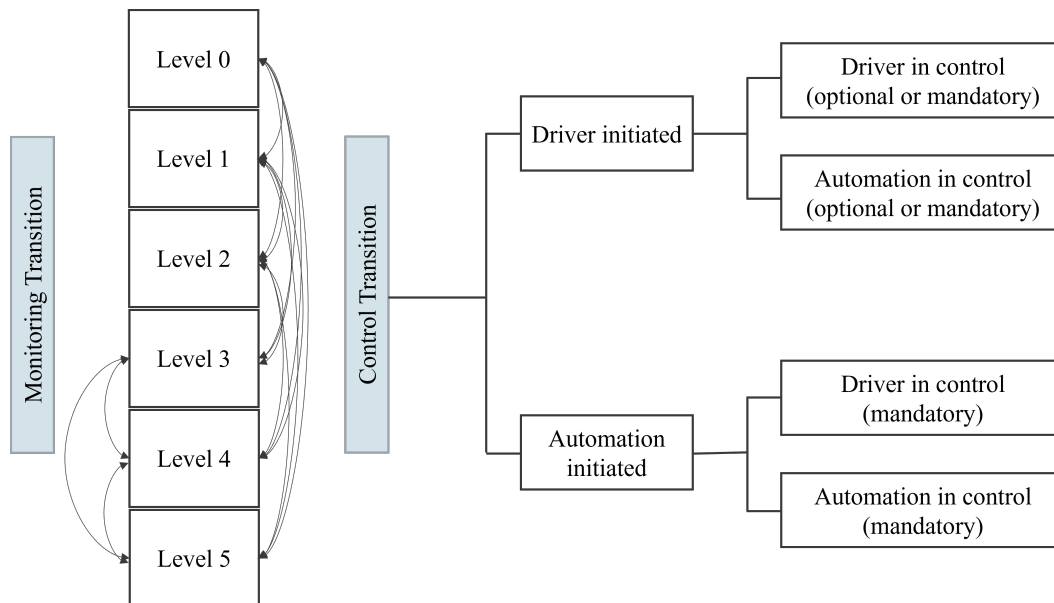 Monitoring Transition
Level 0
Level 1
Level 2
Level 3
Level 4
Level 5
Control Transition
Driver initiated
Driver in control
(optional or mandatory)
Automation in control
(optional or mandatory)
Automation
initiated
Driver in control
(mandatory)
Automation in control
(mandatory)